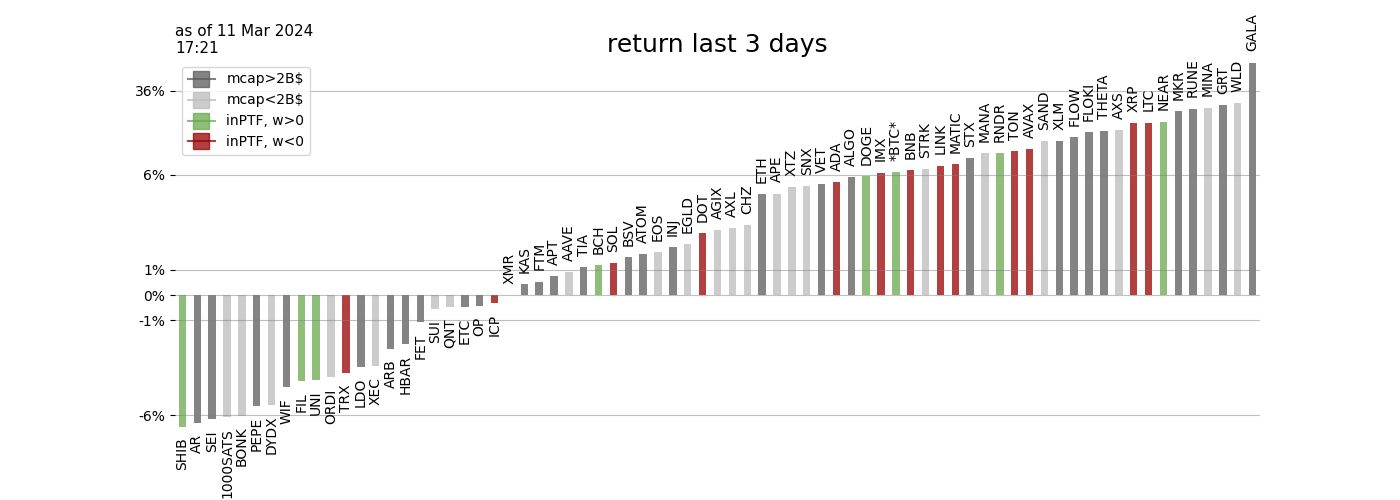 as of 11 Mar 2024
17:21
return last 3 days
mcap>2B$
mcap<2B$
inPTF, w>0
inPTF, w<0
36%
6%
1%
0%
-1%
-6%
SHIB
AR
SEI
1000SATS
BONK
PEPE
DYDX
WIF
FIL
UNI
ORDI
TRX
LDO
XEC
ARB
HBAR
FET
SUI
QNT
ETC
OP
ICP
XMR
KAS
FTM
APT
AAVE
TIA
BCH
SOL
BSV
ATOM
EOS
INJ
EGLD
DOT
AGIX
AXL
CHZ
ETH
APE
XTZ
SNX
VET
ADA
ALGO
DOGE
IMX
*BTC*
BNB
STRK
LINK
MATIC
STX
MANA
RNDR
TON
AVAX
SAND
XLM
FLOW
FLOKI
THETA
AXS
XRP
LTC
NEAR
MKR
RUNE
MINA
GRT
WLD
GALA